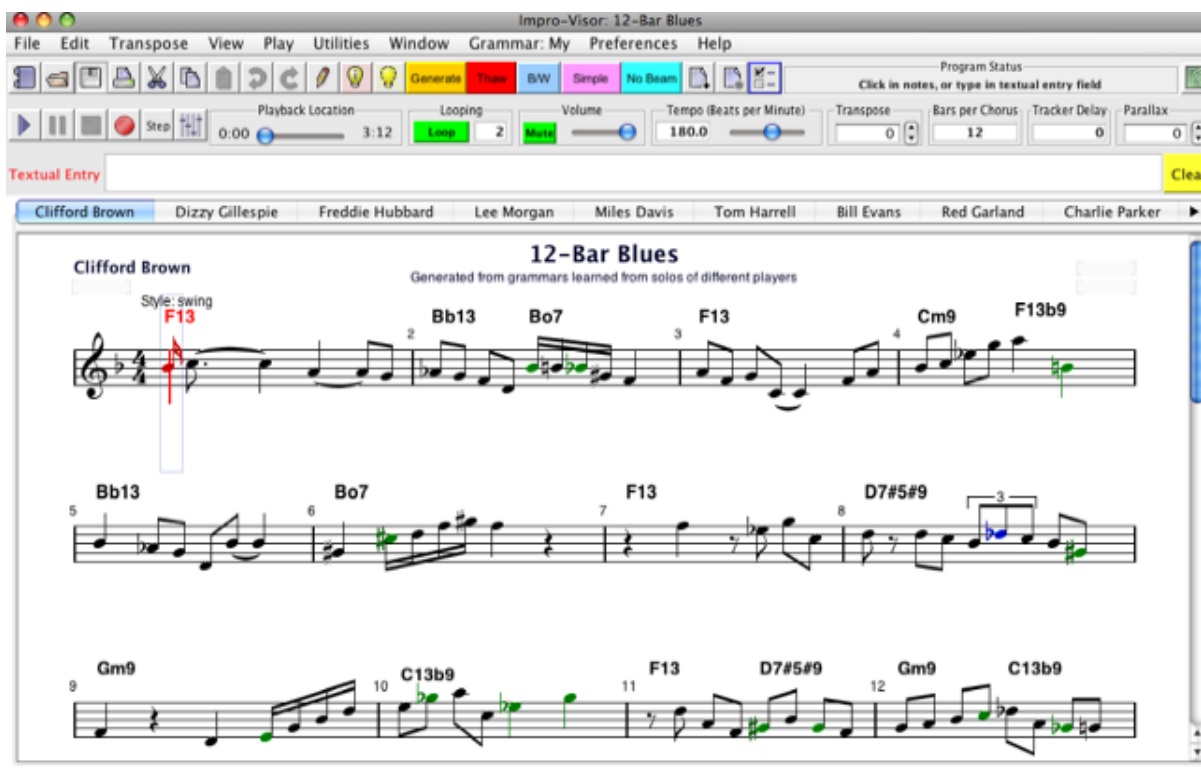 Impro-Visor: 12-Bar Blues
File Edit Transpose View Play Utilities Window Grammar: My Preferences Help
Generate Thaw B/W Simple No Beam
Program Status
Click in notes, or type in textual entry field
Playback Location Looping Volume Tempo (Beats per Minute) Transpose Bars per Chorus Tracker Delay Parallax
Step 0:00 3:12 Loop 2 Mute 180.0 0 12 0 0
Textual Entry Clea
Clifford Brown Dizzy Gillespie Freddie Hubbard Lee Morgan Miles Davis Tom Harrell Bill Evans Red Garland Charlie Parker
12-Bar Blues
Clifford Brown
Generated from grammars learned from solos of different players
Style: swing
F13 Bb13 Bo7 F13 Cm9 F13b9
2 3 4
4
4
Bb13 Bo7 F13 D7#5#9
5 6 7 8 3
Gm9 C13b9 F13 D7#5#9 Gm9 C13b9
9 10 11 12